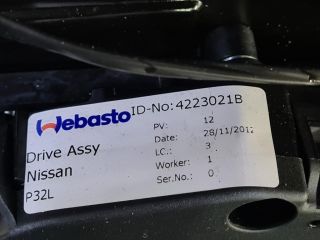 Webasto ID-No: 4223021B
PV: 12
Date: 28/11/2012
LC.: 3
Worker: 1
Ser.No.: 0
Drive Assy
Nissan
P32L